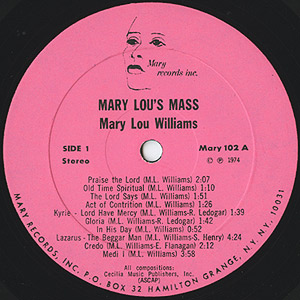 Mary
records inc.
MARY LOU'S MASS
Mary Lou Williams
SIDE 1
Stereo
Mary 102 A
© ℗ 1974
Praise the Lord (M.L. Williams) 2:07
Old Time Spiritual (M.L. Williams) 1:10
The Lord Says (M.L. Williams) 1:51
Act of Contrition (M.L. Williams) 1:26
Kyrie - Lord Have Mercy (M.L. Williams-R. Ledogar) 1:39
Gloria (M.L. Williams-R. Ledogar) 1:42
In His Day (M.L. Williams) 0:52
Lazarus - The Beggar Man (M.L. Williams-S. Henry) 4:24
Credo (M.L. Williams-E. Flanagan) 2:12
Medi I (M.L. Williams) 3:58
All compositions:
Cecilia Music Publishers, Inc.
(ASCAP)
MARY RECORDS, INC. P.O. BOX 32 HAMILTON GRANGE, NY. NY. 10031